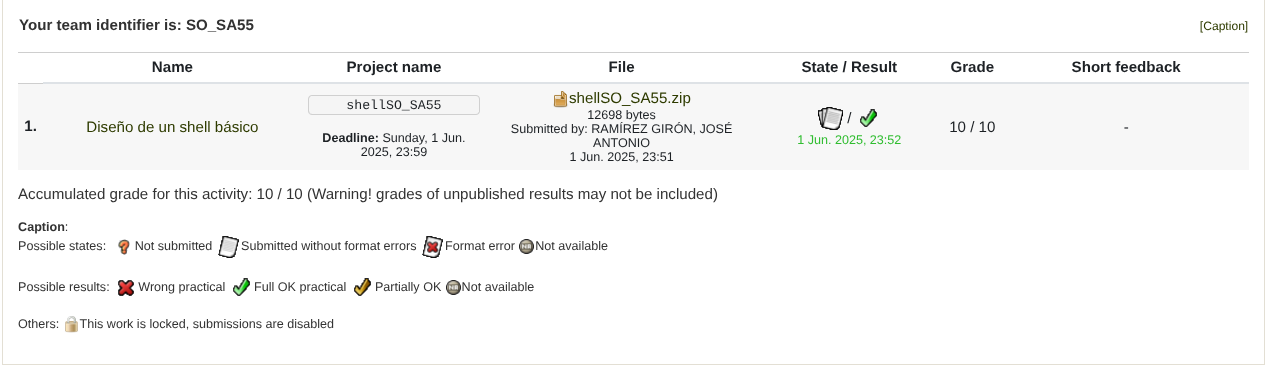 Your team identifier is: SO_SA55
[Caption]
Name Project name File State / Result Grade Short feedback
1. Diseño de un shell básico
shellSO_SA55
Deadline: Sunday, 1 Jun.
2025, 23:59
shellSO_SA55.zip
12698 bytes
Submitted by: RAMÍREZ GIRÓN, JOSÉ
ANTONIO
1 Jun. 2025, 23:51
/
1 Jun. 2025, 23:52
10 / 10
-
Accumulated grade for this activity: 10 / 10 (Warning! grades of unpublished results may not be included)
Caption:
Possible states: Not submitted Submitted without format errors Format error Not available
Possible results: Wrong practical Full OK practical Partially OK Not available
Others: This work is locked, submissions are disabled